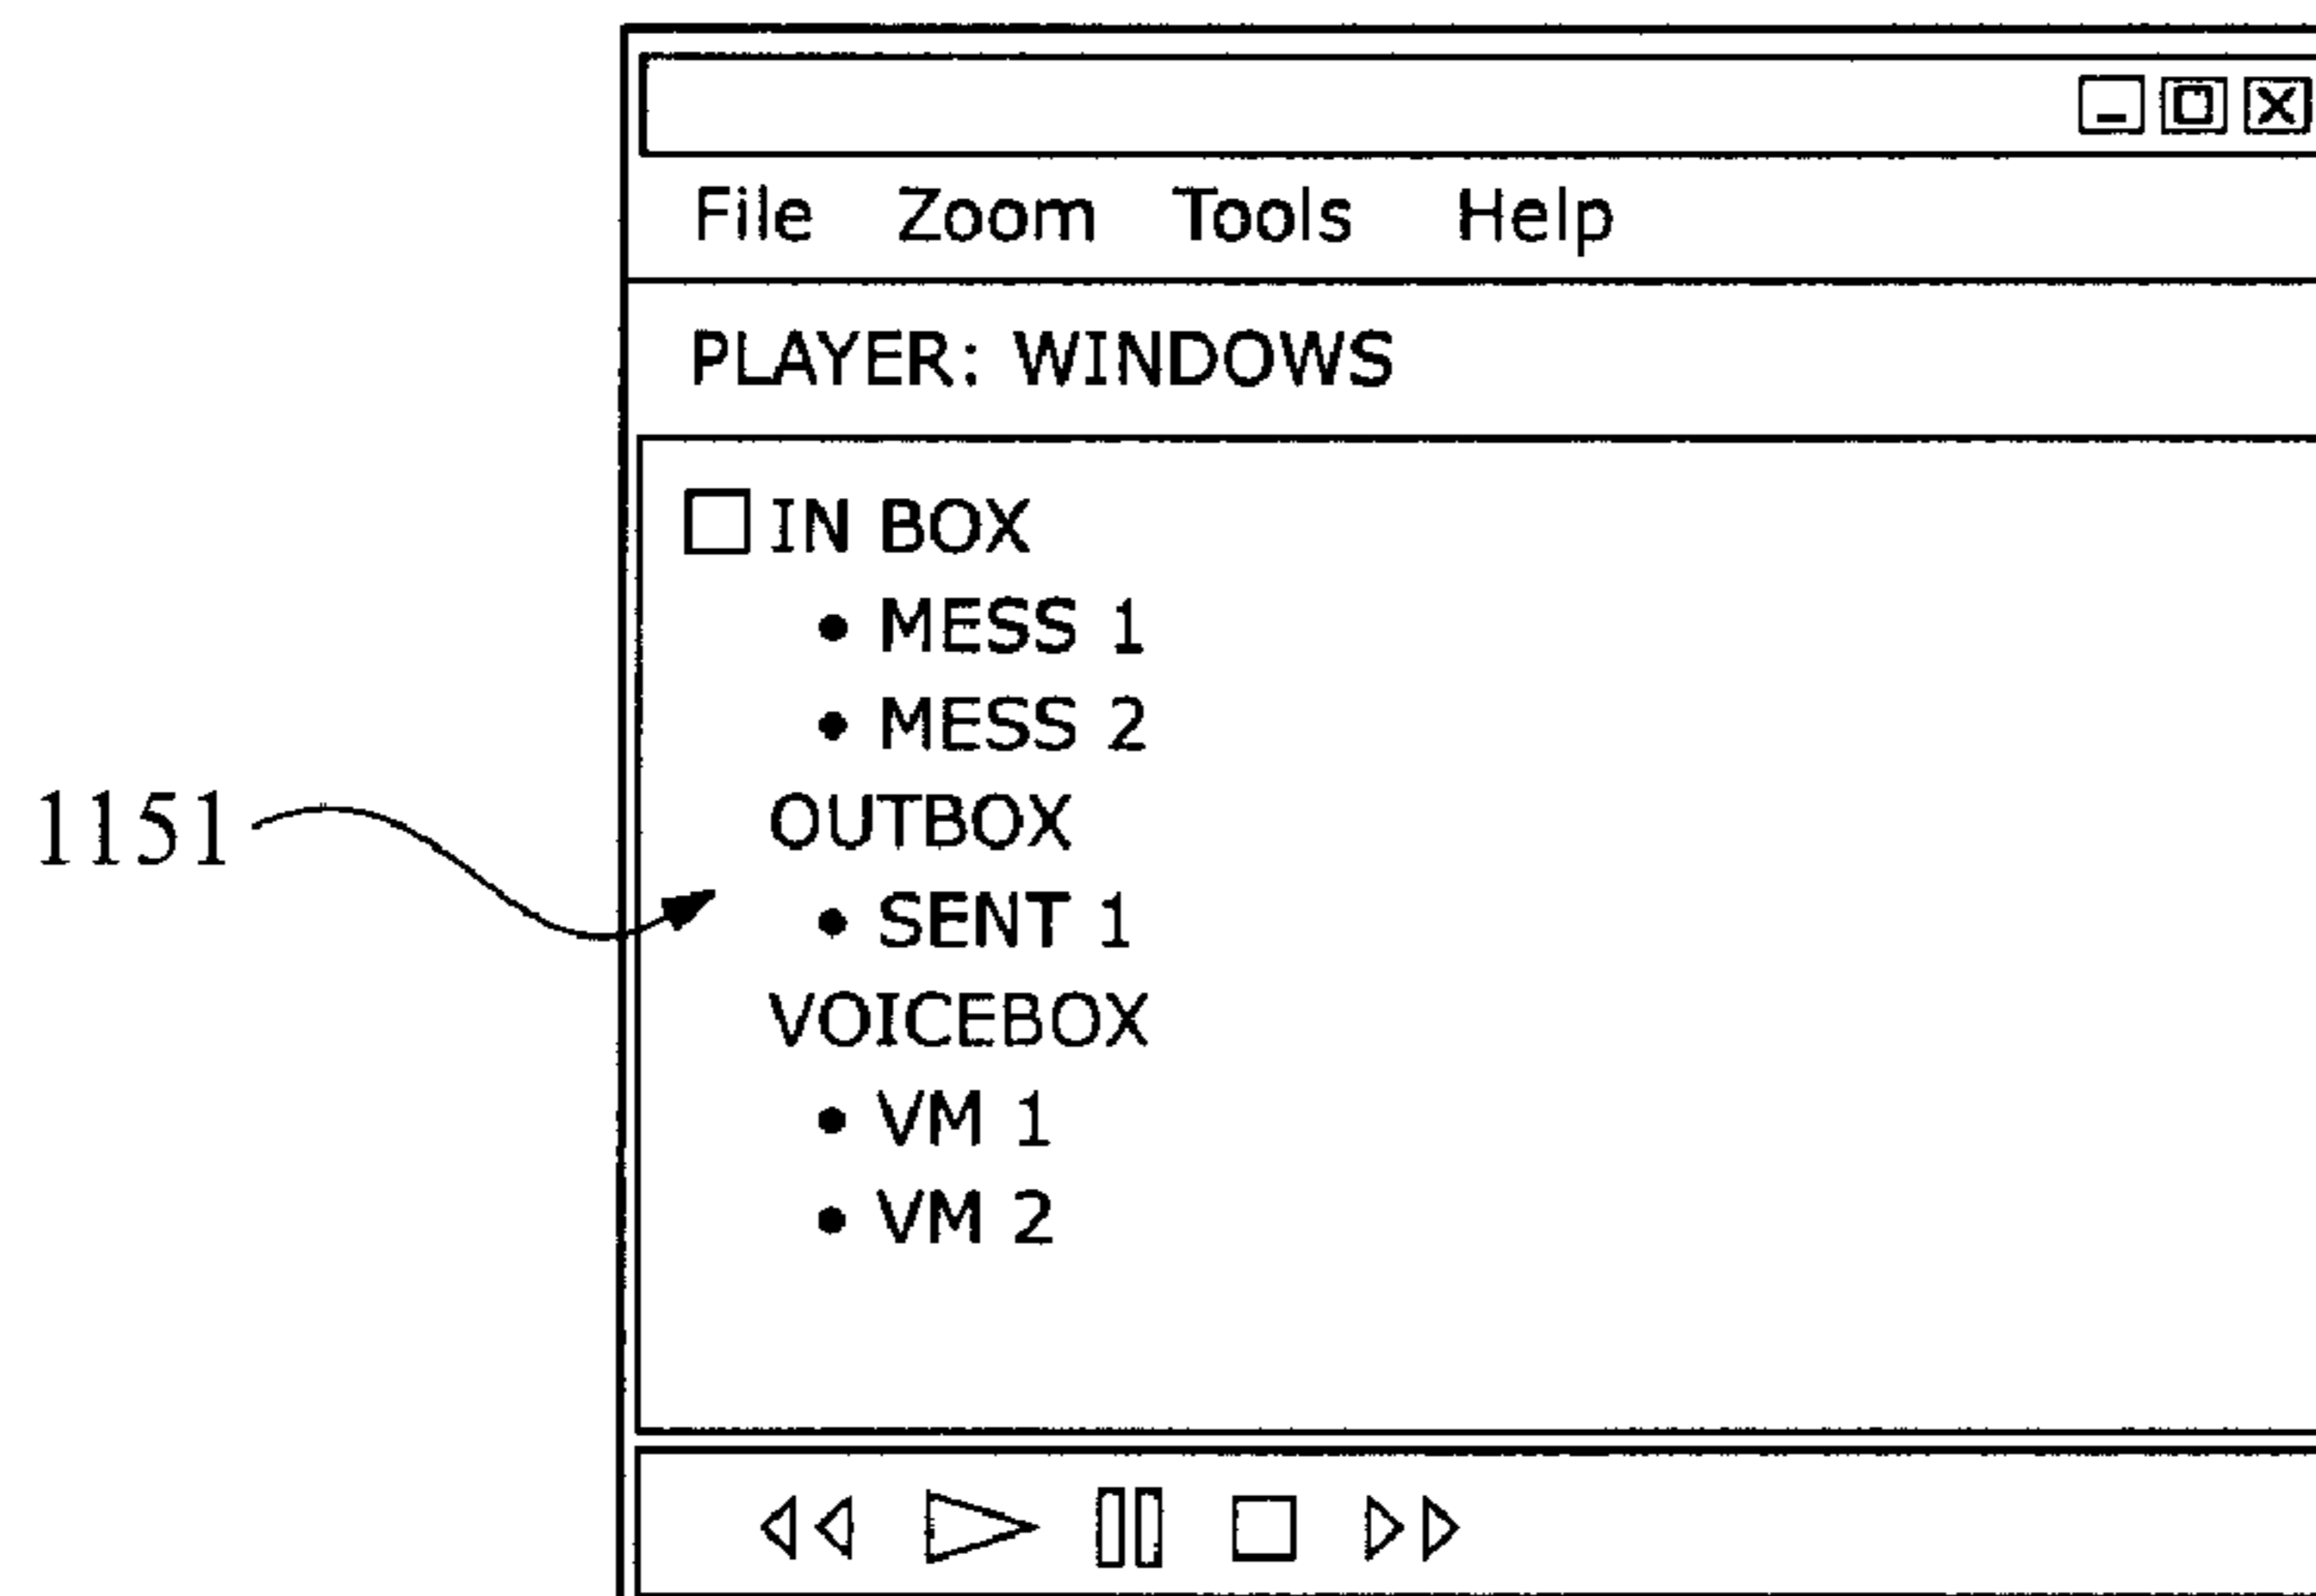 File Zoom Tools Help
PLAYER: WINDOWS
IN BOX
• MESS 1
• MESS 2
OUTBOX
1151
• SENT 1
VOICEBOX
• VM 1
• VM 2